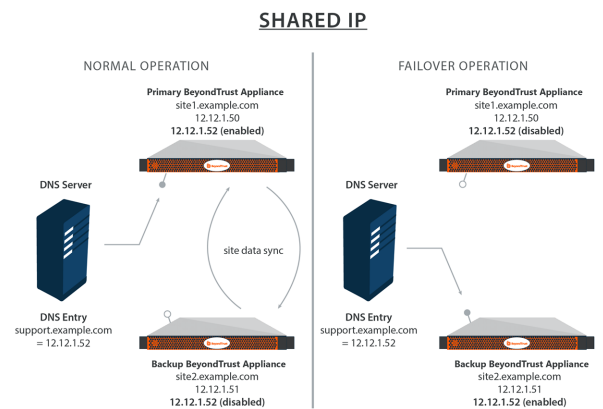 SHARED IP
NORMAL OPERATION
Primary BeyondTrust Appliance
site1.example.com
12.12.1.50
12.12.1.52 (enabled)
BeyondTrust
DNS Server
site data sync
DNS Entry
support.example.com
= 12.12.1.52
BeyondTrust
Backup BeyondTrust Appliance
site2.example.com
12.12.1.51
12.12.1.52 (disabled)
FAILOVER OPERATION
Primary BeyondTrust Appliance
site1.example.com
12.12.1.50
12.12.1.52 (disabled)
BeyondTrust
DNS Server
DNS Entry
support.example.com
= 12.12.1.52
BeyondTrust
Backup BeyondTrust Appliance
site2.example.com
12.12.1.51
12.12.1.52 (enabled)